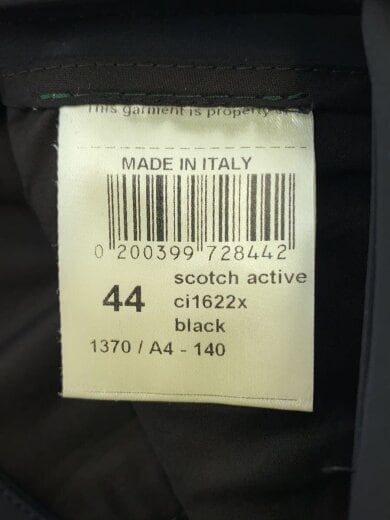 This garment is property
MADE IN ITALY
0 200399 728442
scotch active
44 ci1622x
black
1370 / A4 - 140